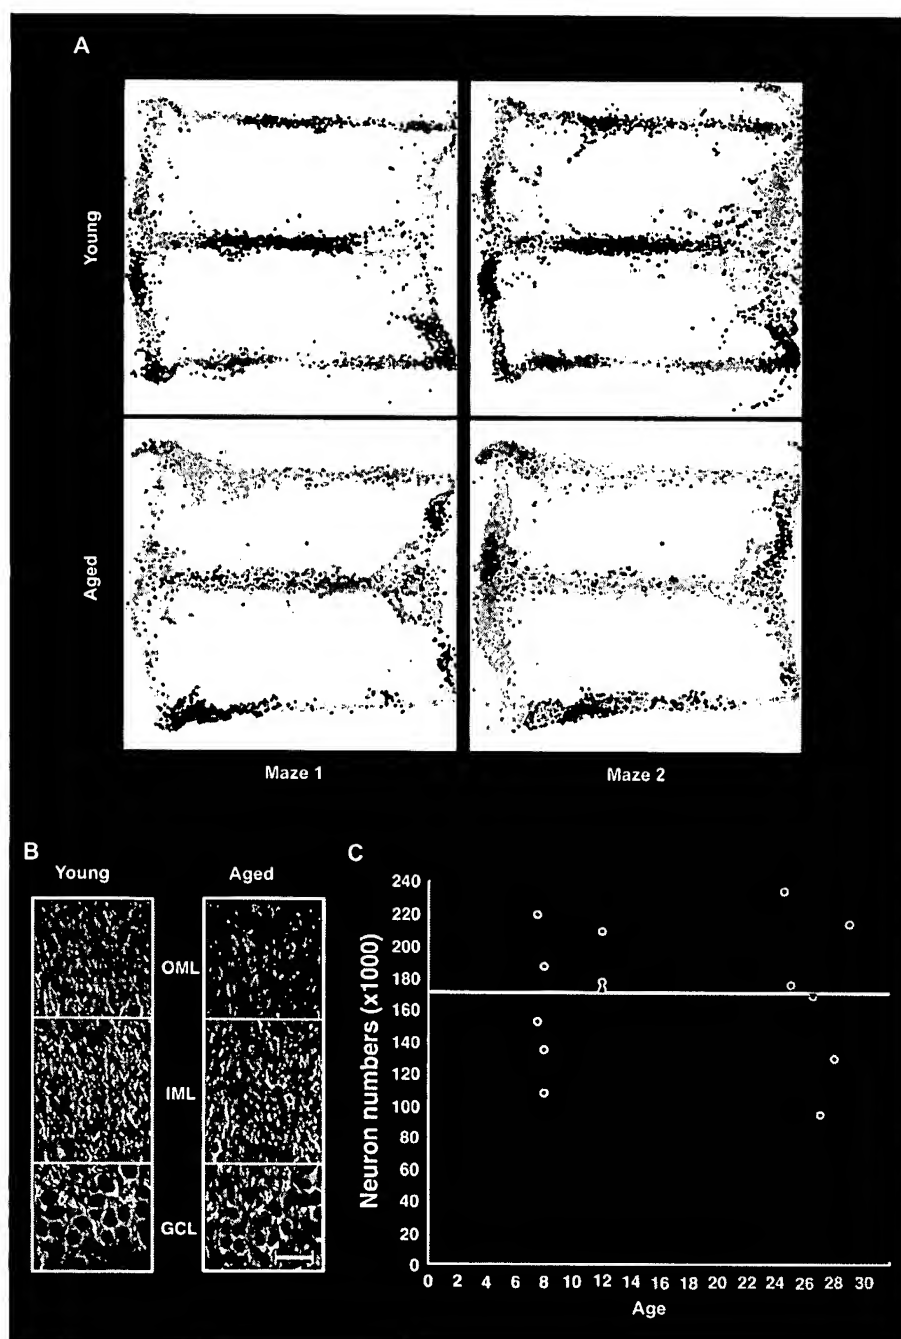 A
Young
Aged
Maze 1
Maze 2
B
Young
Aged
OML
IML
GCL
C
Neuron numbers (x1000)
240
220
200
180
160
140
120
100
80
60
40
20
0
0 2 4 6 8 10 12 14 16 18 20 22 24 26 28 30
Age